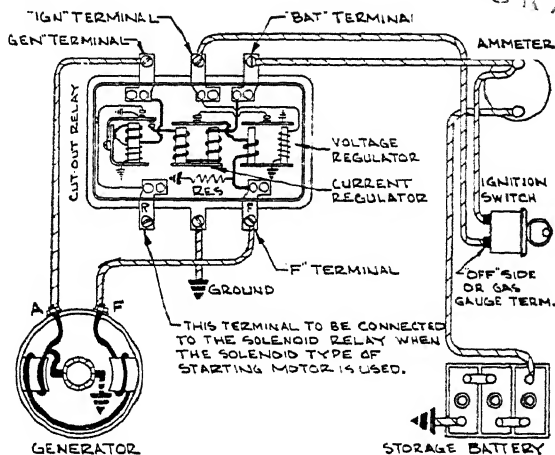 "IGN" TERMINAL
"BAT" TERMINAL
GEN" TERMINAL
AMMETER
CUT-OUT RELAY
VOLTAGE
REGULATOR
CURRENT
REGULATOR
RES
IGNITION
SWITCH
R
F
"F" TERMINAL
"OFF" SIDE
OR GAS
GAUGE TERM.
GROUND
A
F
THIS TERMINAL TO BE CONNECTED
TO THE SOLENOID RELAY WHEN
THE SOLENOID TYPE OF
STARTING MOTOR IS USED.
GENERATOR
STORAGE BATTERY